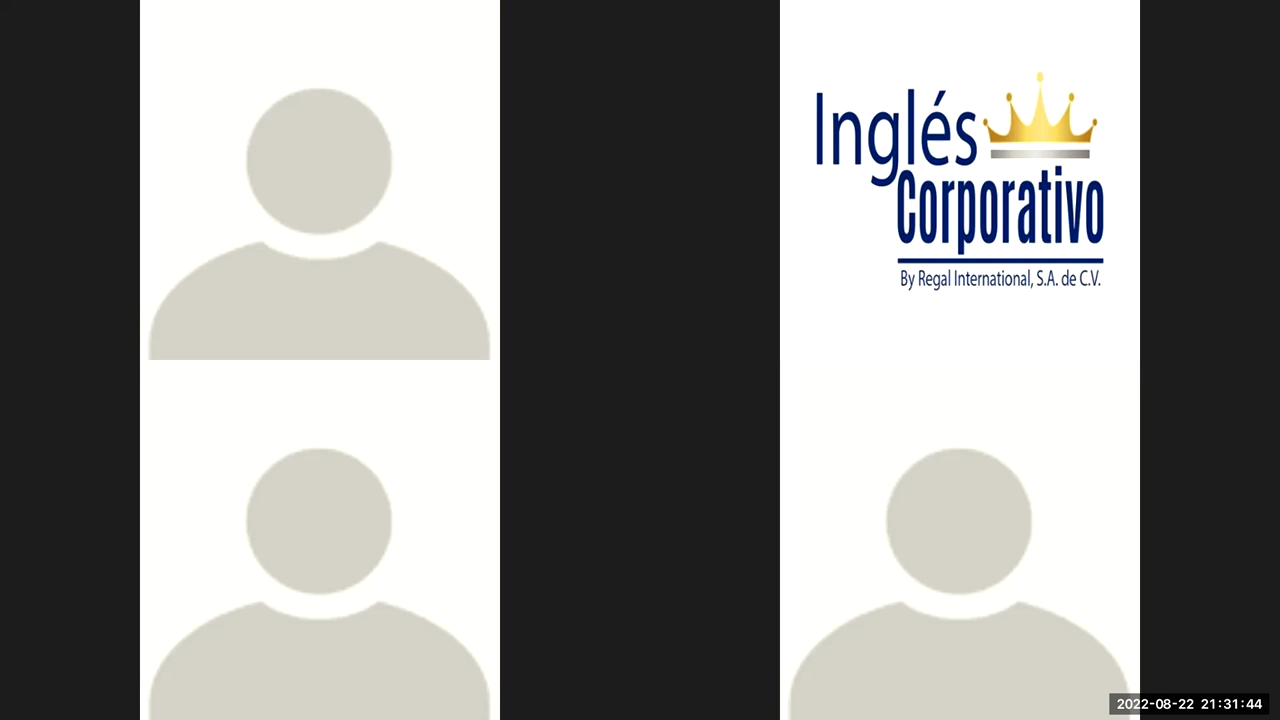 Inglés
Corporativo
By Regal International, S.A. de C.V.
2022-08-22 21:31:44